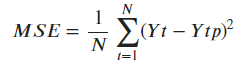 MSE = 1/N N∑t=1 (Yt − Ytp)²